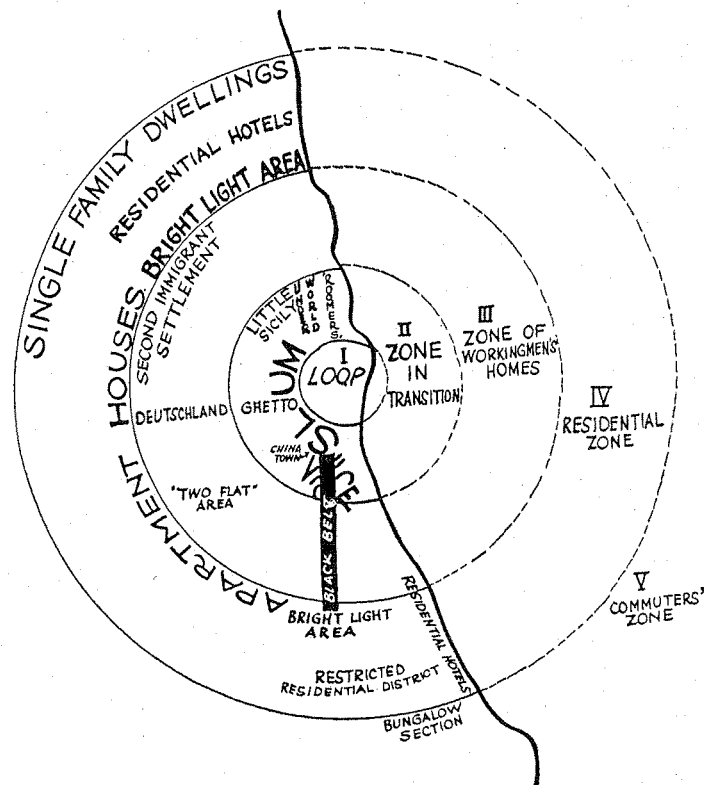 SINGLE FAMILY DWELLINGS
RESIDENTIAL HOTELS
BRIGHT LIGHT AREA
SECOND IMMIGRANT
SETTLEMENT
APARTMENT HOUSES
LITTLE
SICILY
UNDER
WORLD
ROOMERS'
I
LOOP
II
ZONE
IN
TRANSITION
III
ZONE OF
WORKINGMEN'S
HOMES
IV
RESIDENTIAL
ZONE
V
COMMUTERS'
ZONE
DEUTSCHLAND
GHETTO
SLUM
CHINA
TOWN
VICE
"TWO FLAT"
AREA
BLACK BELT
BRIGHT LIGHT
AREA
RESIDENTIAL HOTELS
RESTRICTED
RESIDENTIAL DISTRICT
BUNGALOW
SECTION